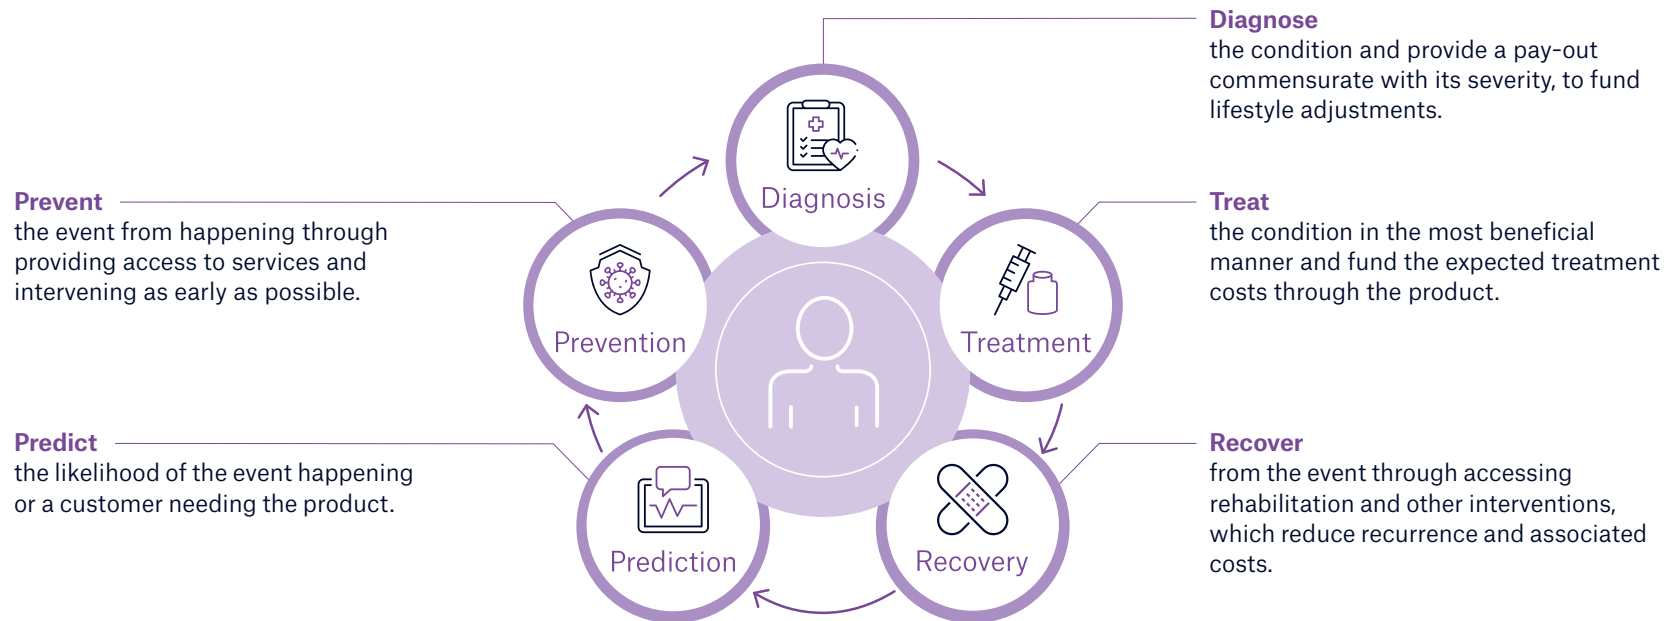 Diagnose
the condition and provide a pay-out
commensurate with its severity, to fund
lifestyle adjustments.
Diagnosis
Prevent
the event from happening through
providing access to services and
intervening as early as possible.
Treat
the condition in the most beneficial
manner and fund the expected treatment
costs through the product.
Prevention
Treatment
Predict
the likelihood of the event happening
or a customer needing the product.
Recover
from the event through accessing
rehabilitation and other interventions,
which reduce recurrence and associated
costs.
Prediction
Recovery